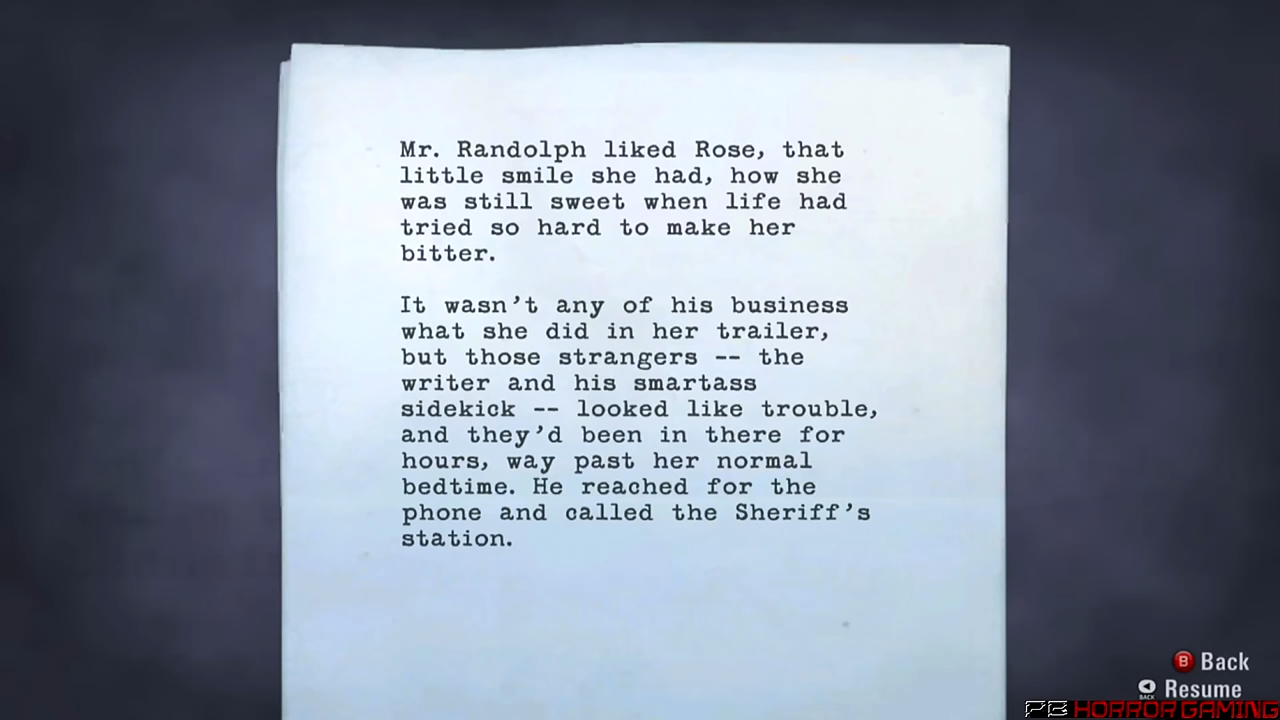 Mr. Randolph liked Rose, that
little smile she had, how she
was still sweet when life had
tried so hard to make her
bitter.
It wasn't any of his business
what she did in her trailer,
but those strangers -- the
writer and his smartass
sidekick -- looked like trouble,
and they'd been in there for
hours, way past her normal
bedtime. He reached for the
phone and called the Sheriff's
station.
B Back
BACK Resume
HORROR GAMING